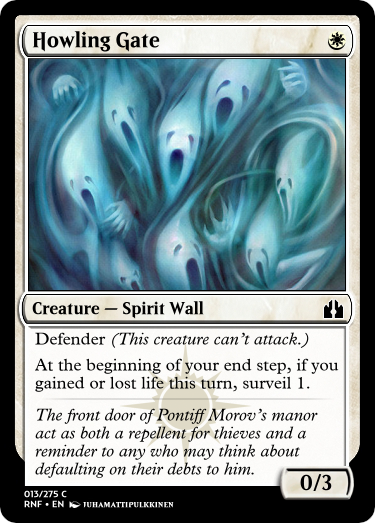 Howling Gate
Creature — Spirit Wall
Defender (This creature can't attack.)
At the beginning of your end step, if you
gained or lost life this turn, surveil 1.
The front door of Pontiff Morov's manor
act as both a repellent for thieves and a
reminder to any who may think about
defaulting on their debts to him.
0/3
013/275 C
RNF • EN JUHAMATTIPULKKINEN